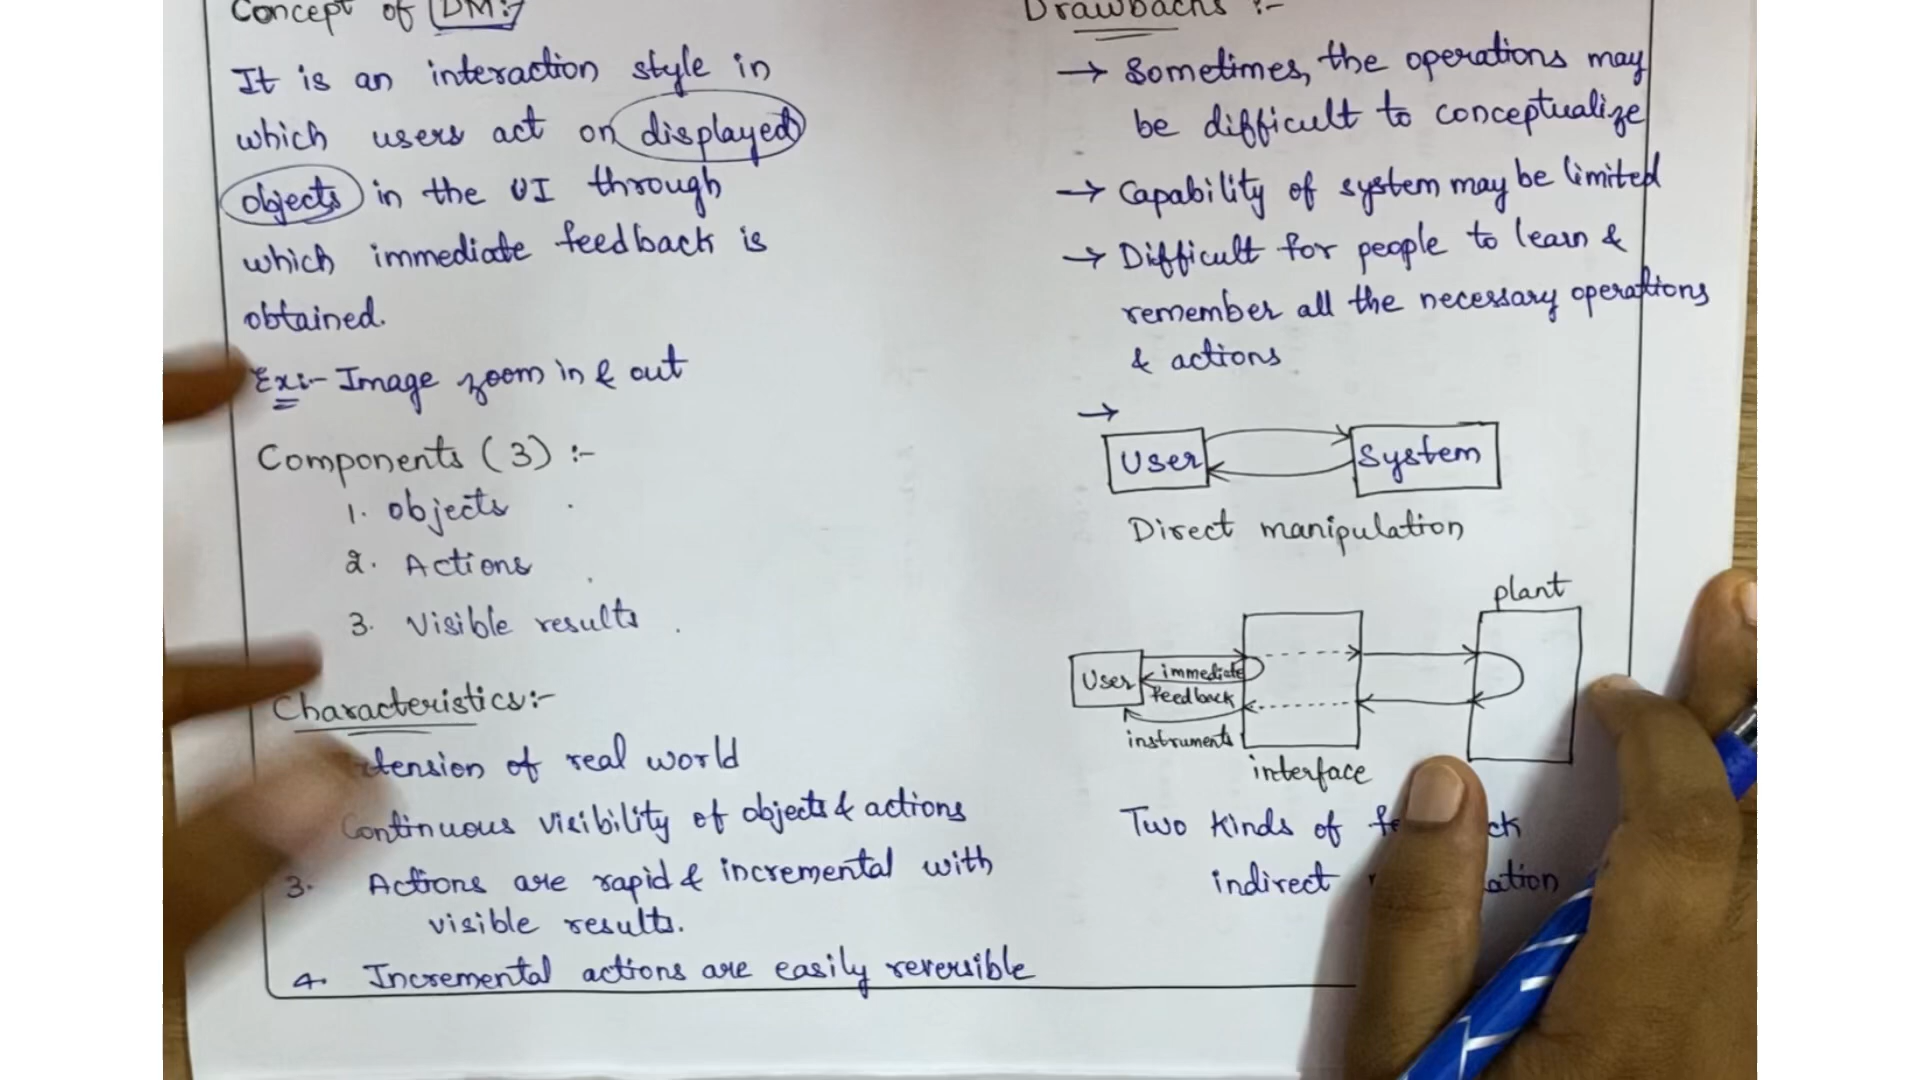 Concept of DM:-
It is an interaction style in
which users act on displayed
objects in the UI through
which immediate feedback is
obtained.
Ex:- Image zoom in & out
Components (3) :-
1. objects
2. Actions
3. Visible results
Characteristics:-
of real world
Continuous visibility of objects & actions
3. Actions are rapid & incremental with
visible results.
4. Incremental actions are easily reversible
Drawbacks :-
→ Sometimes, the operations may
be difficult to conceptualize
→ Capability of system may be limited
→ Difficult for people to learn &
remember all the necessary operations
& actions
→
User System
Direct manipulation
plant
User immediate
feedback
instruments
interface
Two kinds of
indirect